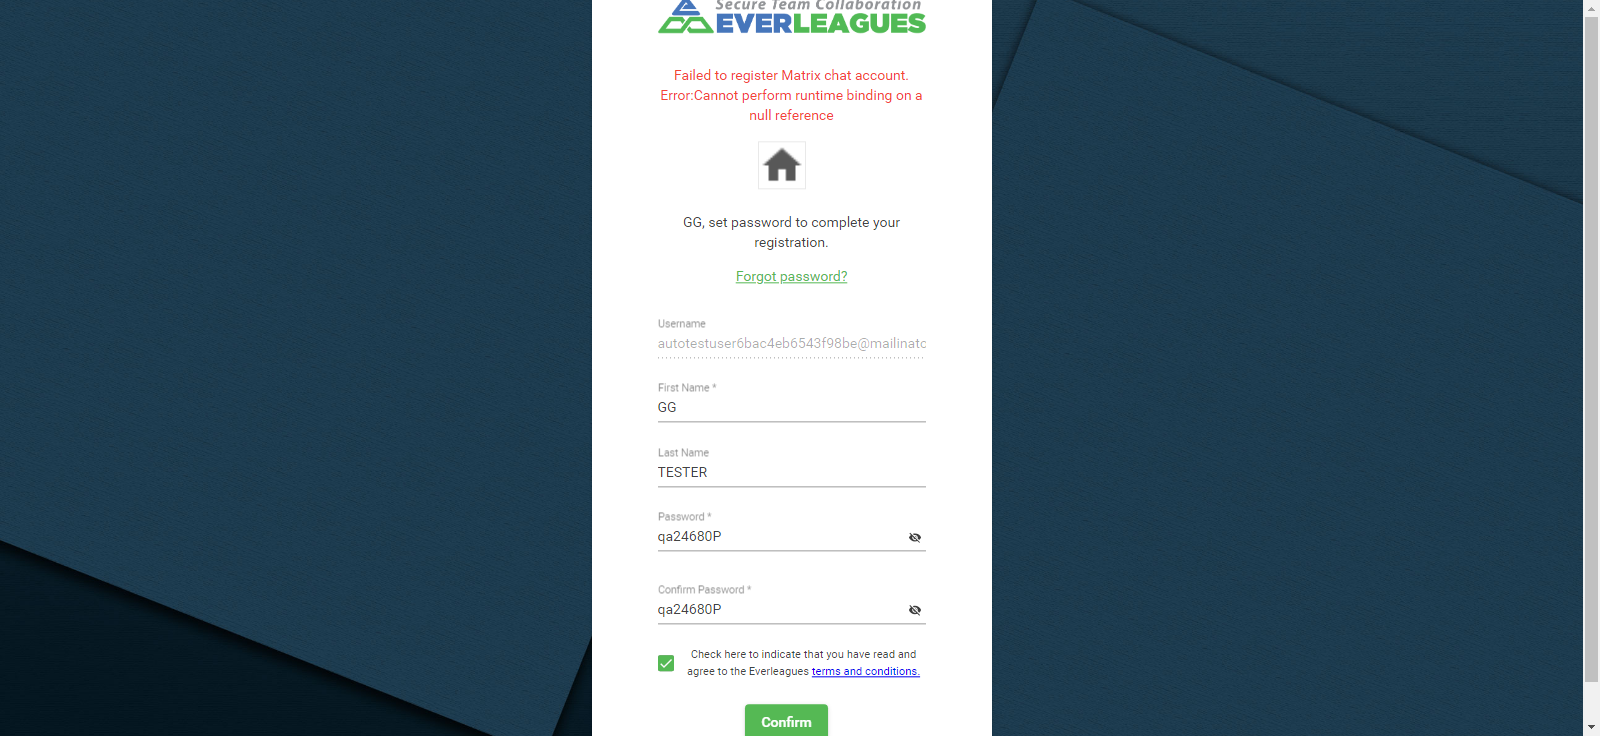 Secure Team Collaboration
EVERLEAGUES
Failed to register Matrix chat account.
Error:Cannot perform runtime binding on a
null reference
GG, set password to complete your
registration.
Forgot password?
Username
autotestuser6bac4eb6543f98be@mailinatc
First Name *
GG
Last Name
TESTER
Password *
qa24680P
Confirm Password *
qa24680P
Check here to indicate that you have read and
agree to the Everleagues terms and conditions.
Confirm